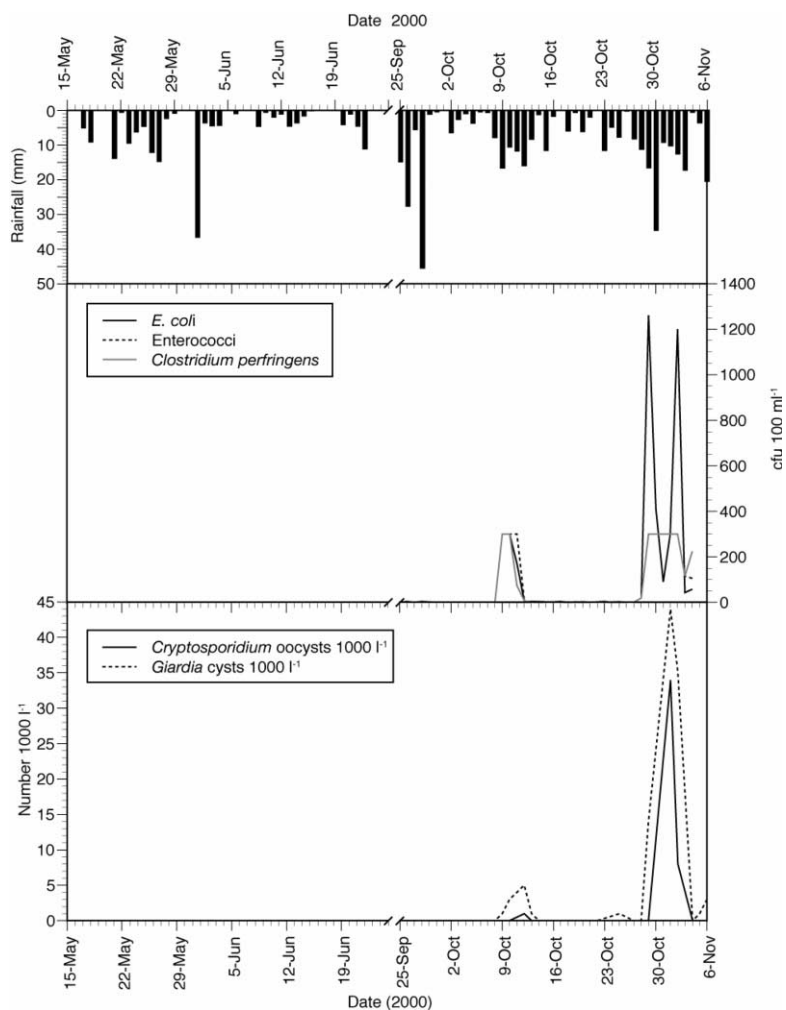 Date 2000
15-May 22-May 29-May 5-Jun 12-Jun 19-Jun 25-Sep 2-Oct 9-Oct 16-Oct 23-Oct 30-Oct 6-Nov
Rainfall (mm)
0
10
20
30
40
50
E. coli
Enterococci
Clostridium perfringens
1400
1200
1000
800
600
400
200
0
cfu 100 ml-1
Cryptosporidium oocysts 1000 l-1
Giardia cysts 1000 l-1
Number 1000 l-1
45
40
35
30
25
20
15
10
5
0
15-May 22-May 29-May 5-Jun 12-Jun 19-Jun 25-Sep 2-Oct 9-Oct 16-Oct 23-Oct 30-Oct 6-Nov
Date (2000)